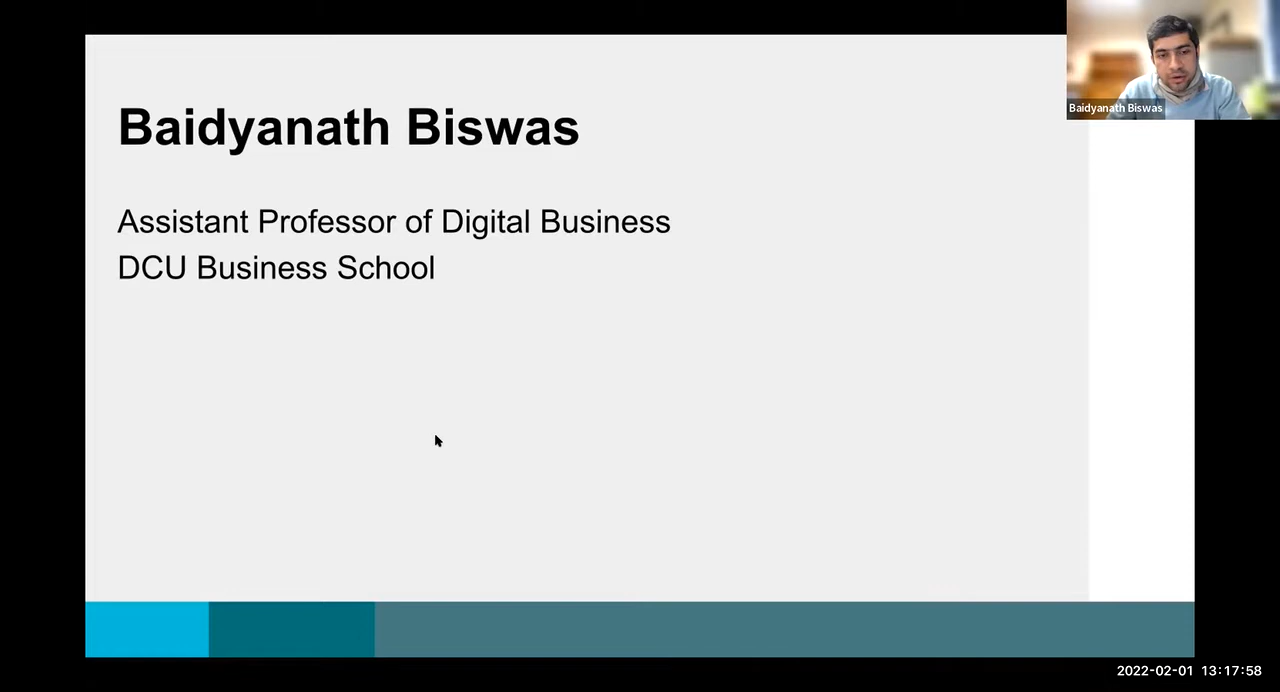 Baidyanath Biswas
Baidyanath Biswas
Assistant Professor of Digital Business
DCU Business School
2022-02-01 13:17:58